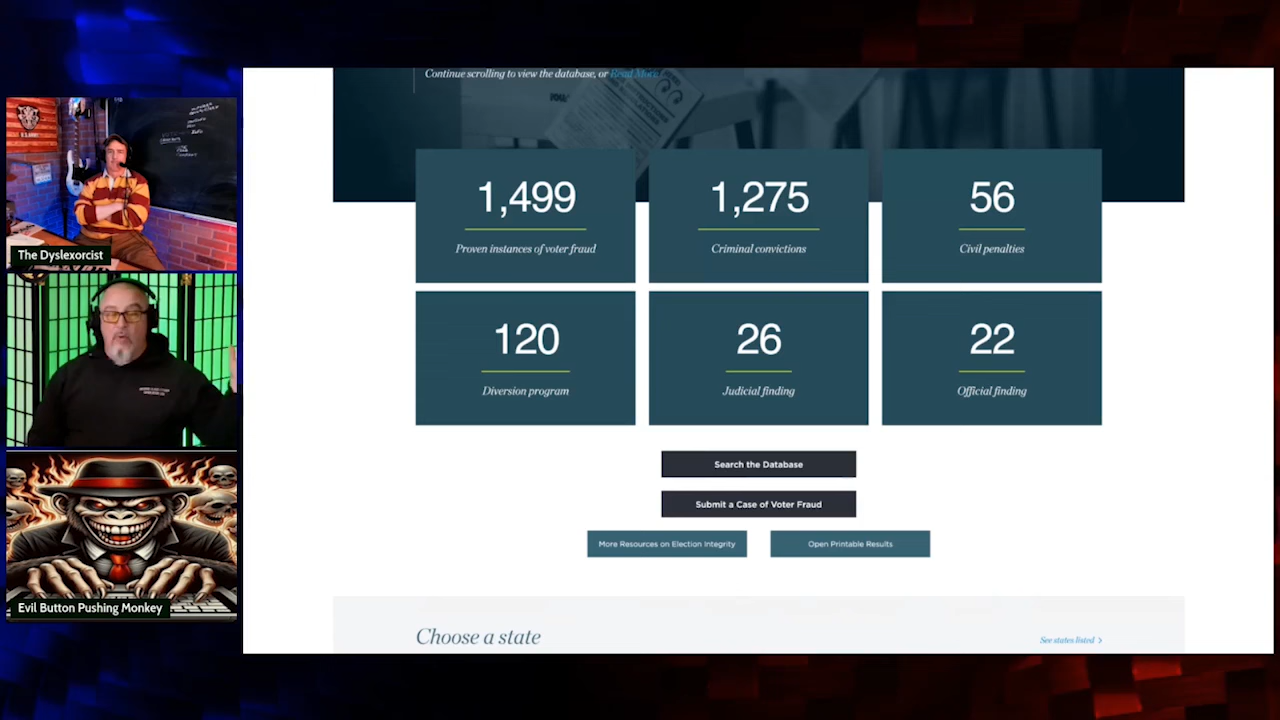 Continue scrolling to view the database, or Read More.
1,499
Proven instances of voter fraud
1,275
Criminal convictions
56
Civil penalties
120
Diversion program
26
Judicial finding
22
Official finding
Search the Database
Submit a Case of Voter Fraud
More Resources on Election Integrity
Open Printable Results
Choose a state
See states listed >
The Dyslexorcist
Evil Button Pushing Monkey